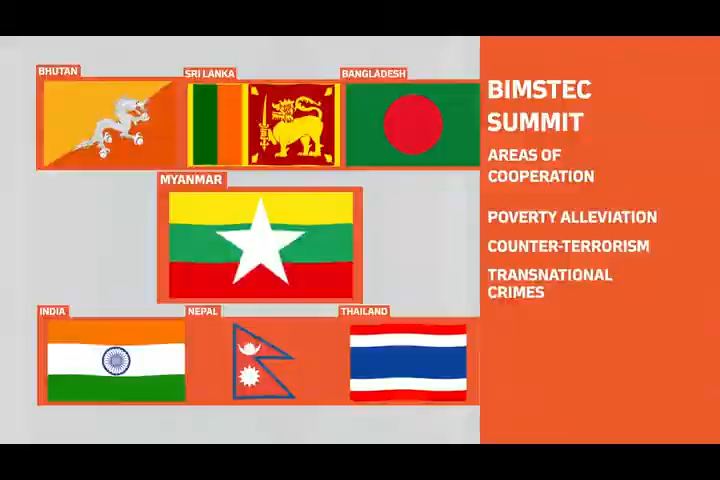 BHUTAN
SRI LANKA
BANGLADESH
MYANMAR
INDIA
NEPAL
THAILAND
BIMSTEC
SUMMIT
AREAS OF
COOPERATION
POVERTY ALLEVIATION
COUNTER-TERRORISM
TRANSNATIONAL
CRIMES